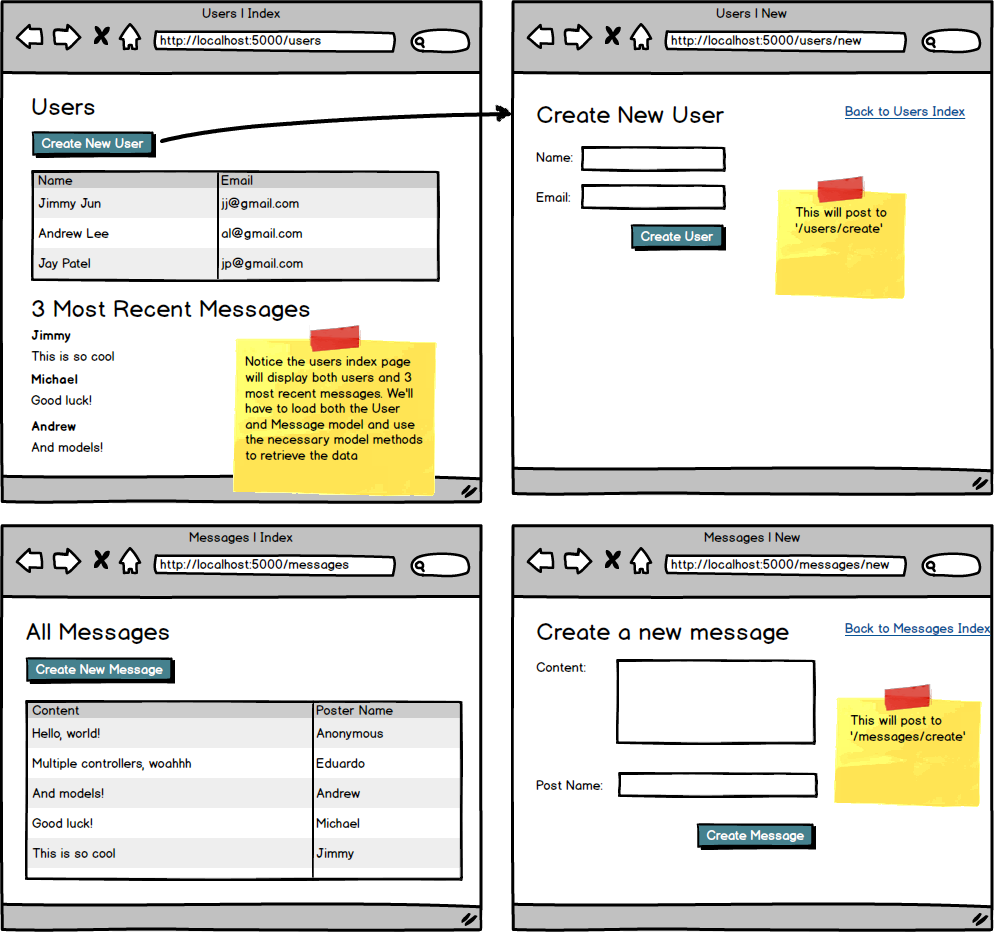 Users | Index
http://localhost:5000/users
Users
Create New User
Name Email
Jimmy Jun jj@gmail.com
Andrew Lee al@gmail.com
Jay Patel jp@gmail.com
3 Most Recent Messages
Jimmy
This is so cool
Michael
Good luck!
Andrew
And models!
Notice the users index page
will display both users and 3
most recent messages. We'll
have to load both the User
and Message model and use
the necessary model methods
to retrieve the data
Users | New
http://localhost:5000/users/new
Create New User
Back to Users Index
Name:
Email:
Create User
This will post to
'/users/create'
Messages | Index
http://localhost:5000/messages
All Messages
Create New Message
Content Poster Name
Hello, world! Anonymous
Multiple controllers, woahhh Eduardo
And models! Andrew
Good luck! Michael
This is so cool Jimmy
Messages | New
http://localhost:5000/messages/new
Create a new message
Back to Messages Index
Content:
Post Name:
Create Message
This will post to
'/messages/create'